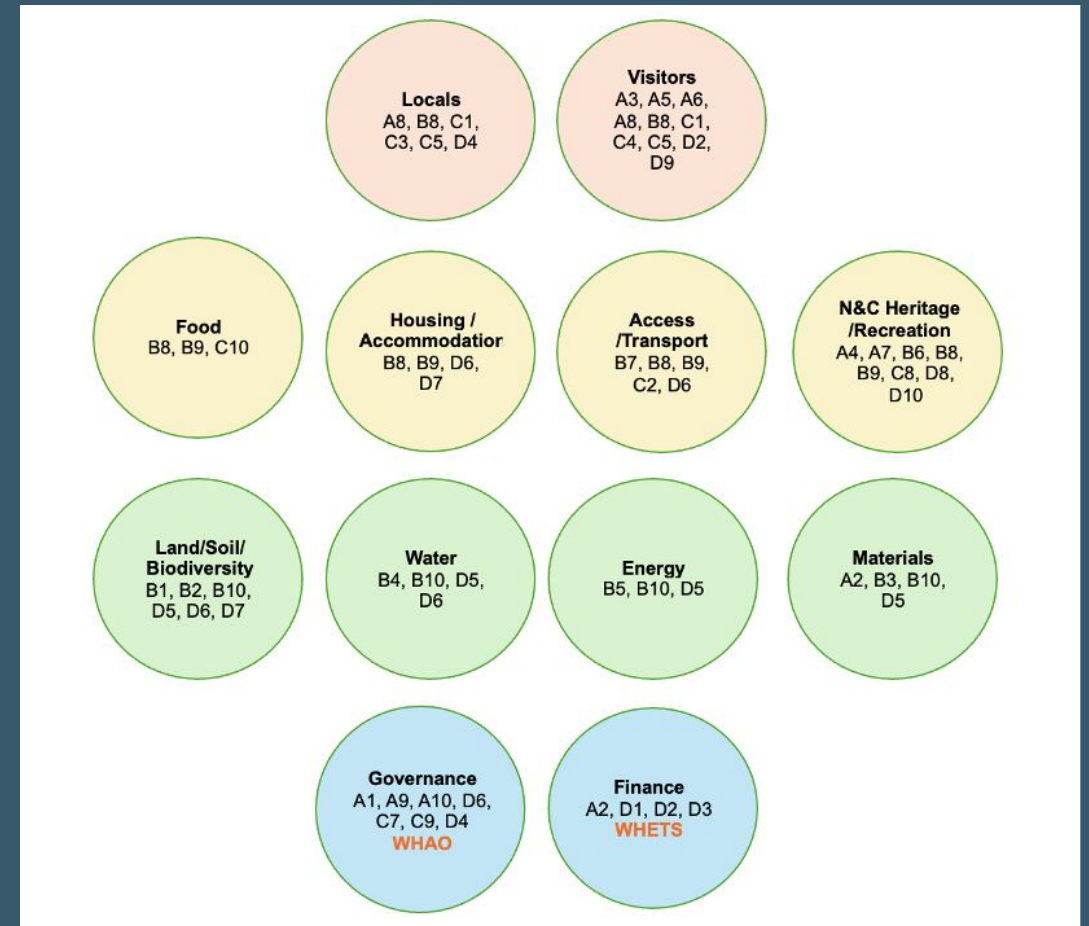 Locals
A8, B8, C1,
C3, C5, D4
Visitors
A3, A5, A6,
A8, B8, C1,
C4, C5, D2,
D9
Food
B8, B9, C10
Housing /
Accommodatior
B8, B9, D6,
D7
Access
/Transport
B7, B8, B9,
C2, D6
N&C Heritage
/Recreation
A4, A7, B6, B8,
B9, C8, D8,
D10
Land/Soil/
Biodiversity
B1, B2, B10,
D5, D6, D7
Water
B4, B10, D5,
D6
Energy
B5, B10, D5
Materials
A2, B3, B10,
D5
Governance
A1, A9, A10, D6,
C7, C9, D4
WHAO
Finance
A2, D1, D2, D3
WHETS